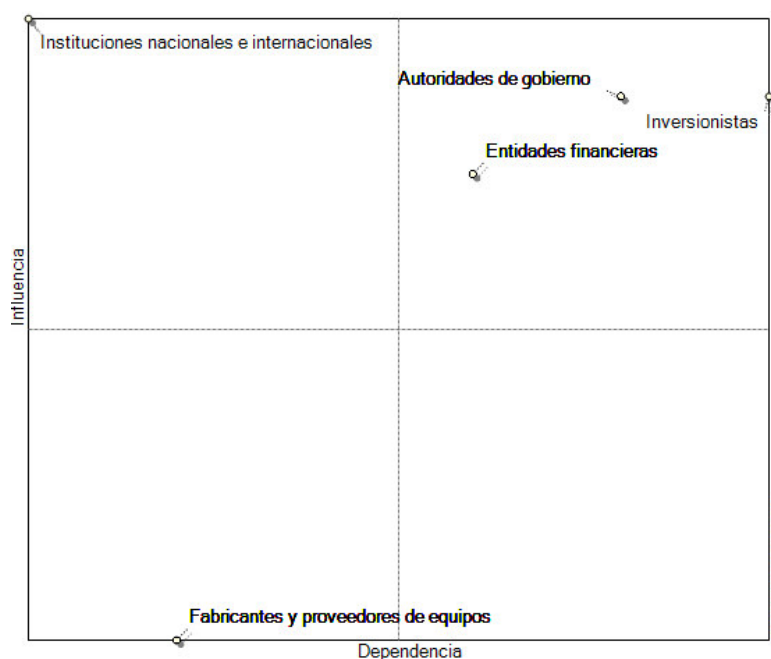 Instituciones nacionales e internacionales
Autoridades de gobierno
Inversionistas
Entidades financieras
Influencia
Fabricantes y proveedores de equipos
Dependencia